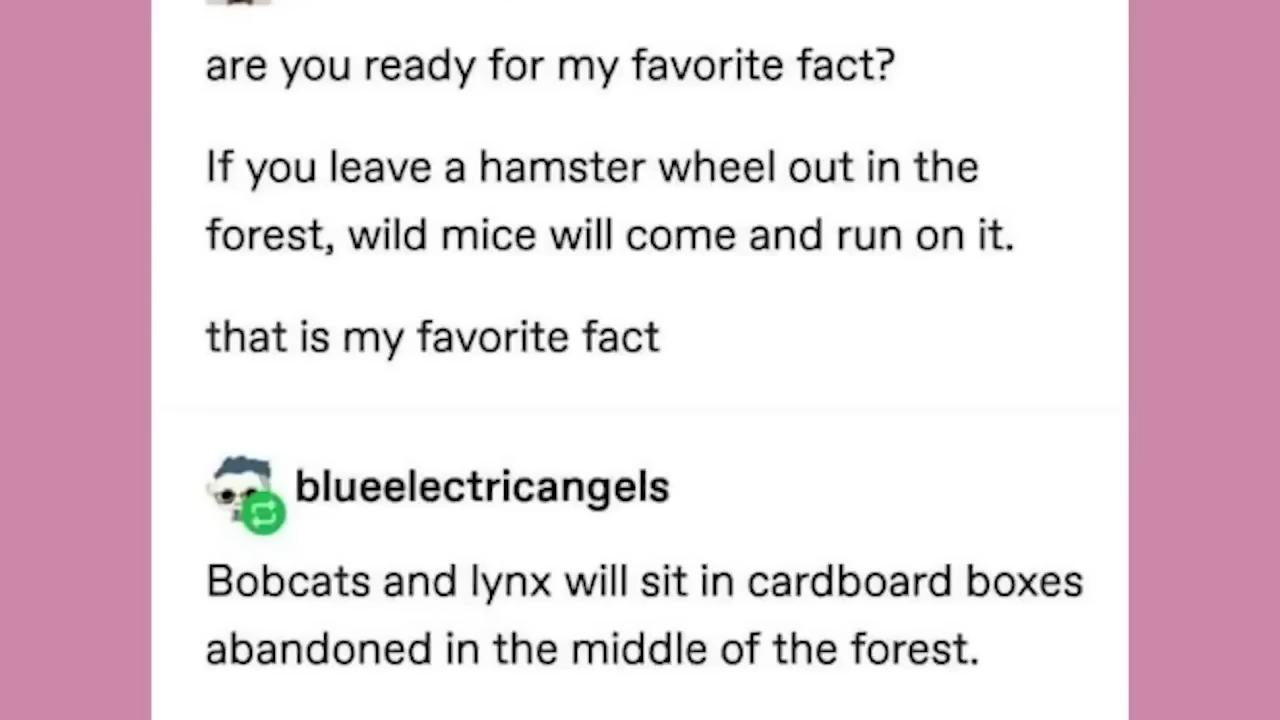 are you ready for my favorite fact?
If you leave a hamster wheel out in the
forest, wild mice will come and run on it.
that is my favorite fact
blueelectricangels
Bobcats and lynx will sit in cardboard boxes
abandoned in the middle of the forest.